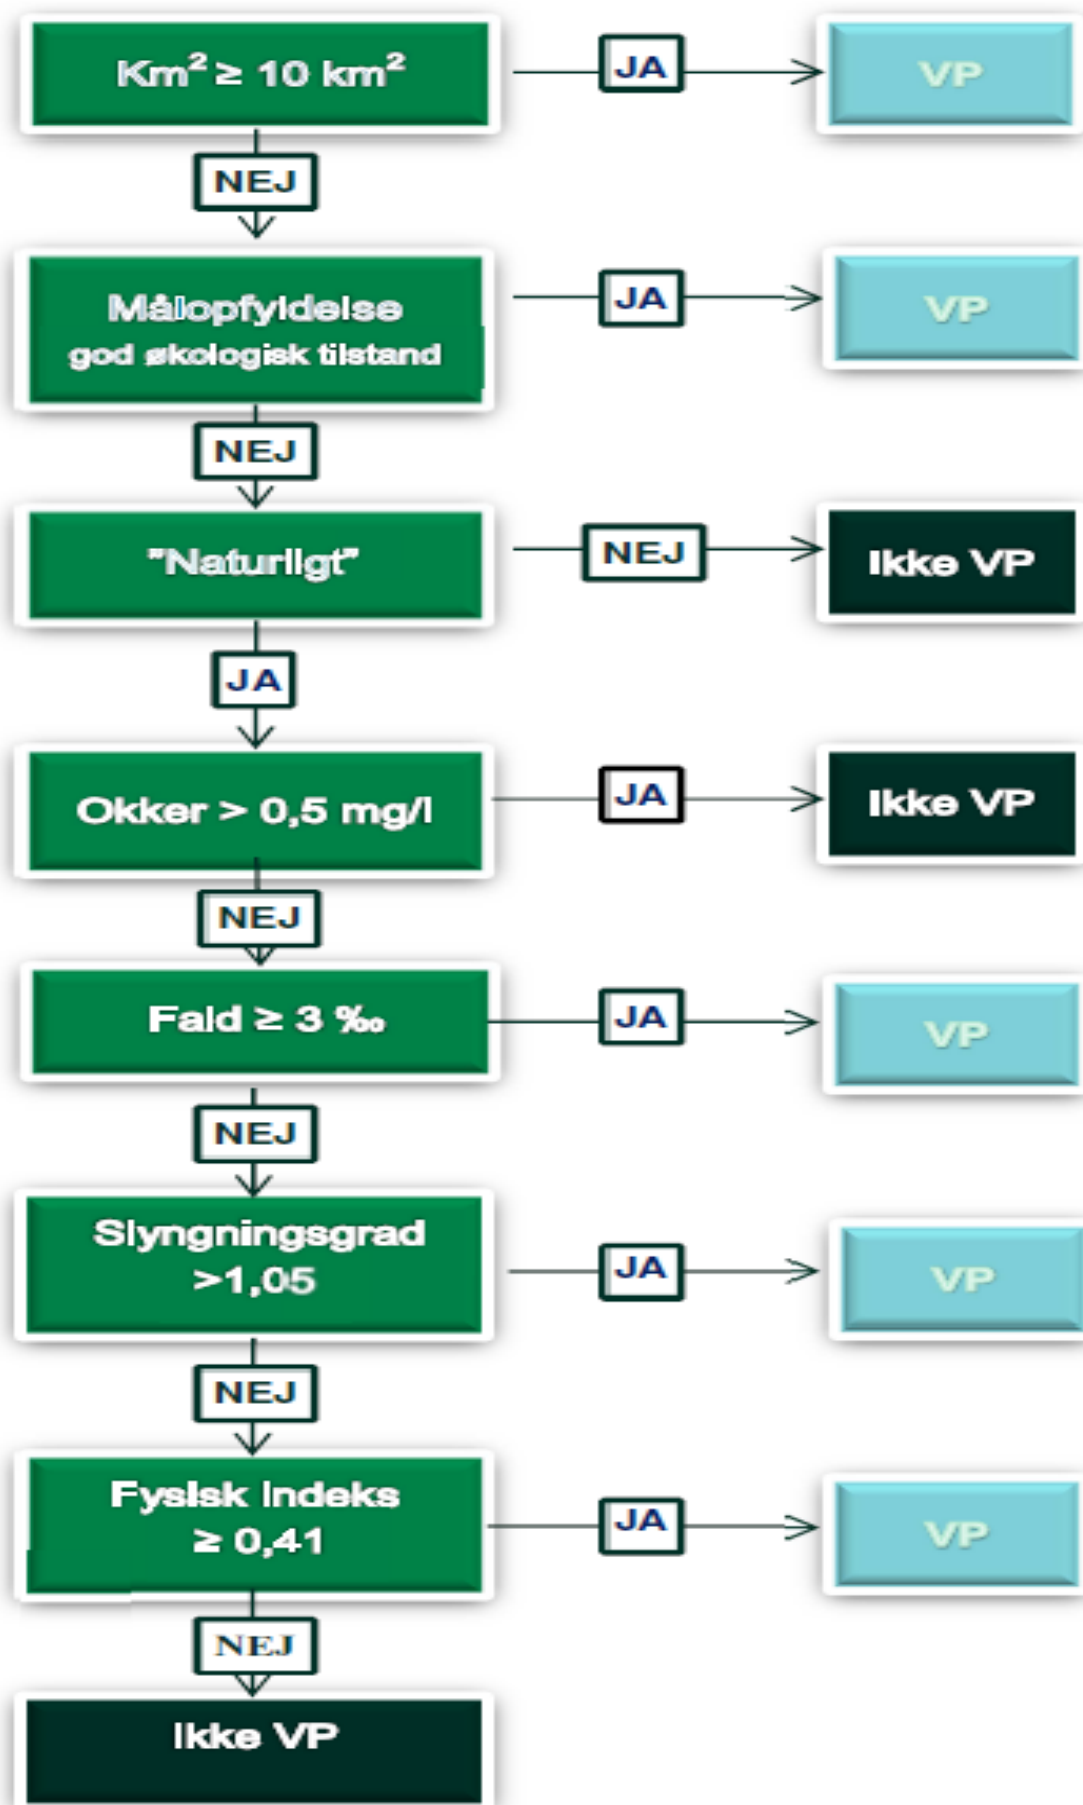 Km² ≥ 10 km²
JA
VP
NEJ
Målopfyldelse
god økologisk tilstand
JA
VP
NEJ
"Naturligt"
NEJ
Ikke VP
JA
Okker > 0,5 mg/l
JA
Ikke VP
NEJ
Fald ≥ 3 ‰
JA
VP
NEJ
Slyngningsgrad
>1,05
JA
VP
NEJ
Fysisk indeks
≥ 0,41
JA
VP
NEJ
Ikke VP